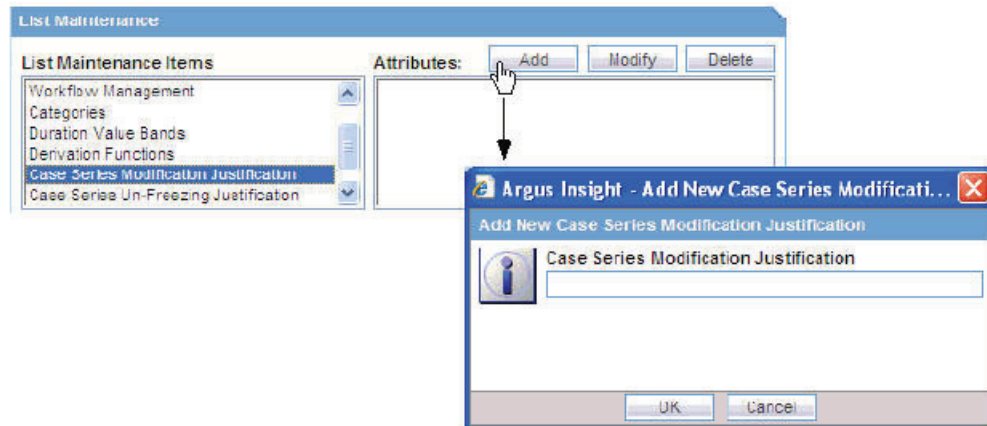 List Maintenance
List Maintenance Items
Attributes:
Add
Modify
Delete
Workflow Management
Categories
Duration Value Bands
Derivation Functions
Case Series Modification Justification
Case Series Un-Freezing Justification
Argus Insight - Add New Case Series Modificati...
Add New Case Series Modification Justification
Case Series Modification Justification
OK
Cancel